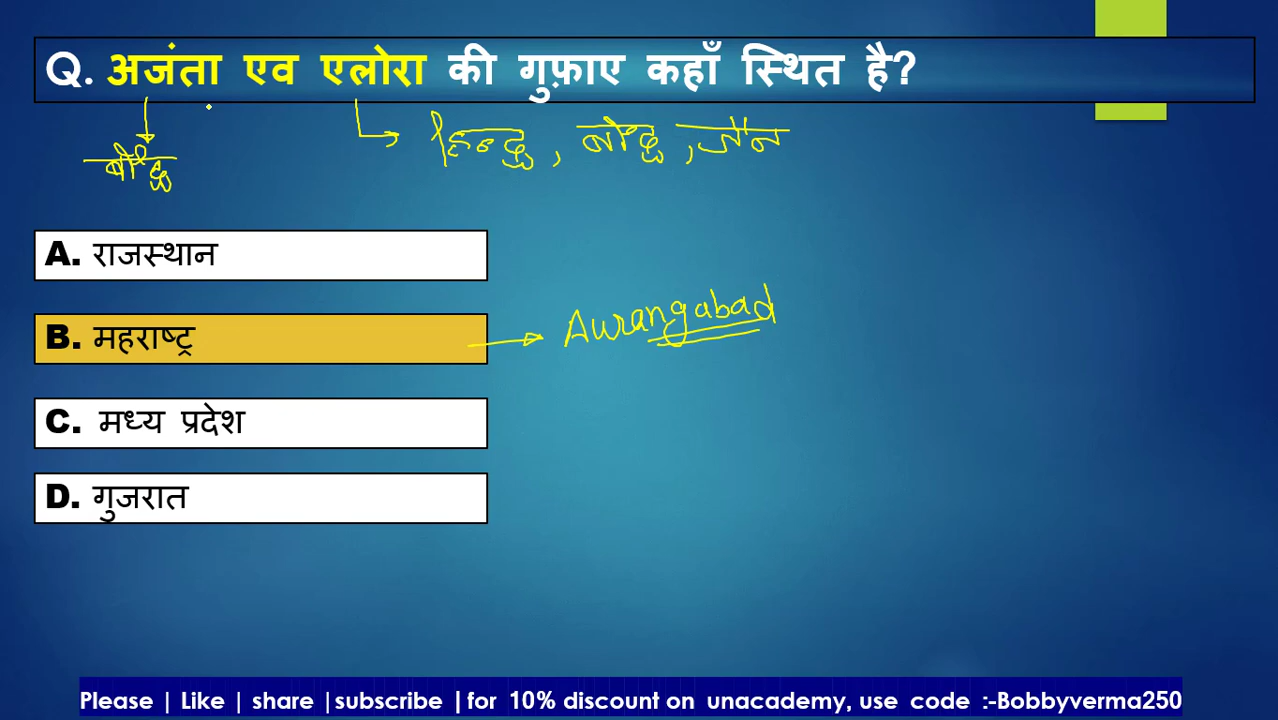 Q. अजंता एव एलोरा की गुफ़ाए कहाँ स्थित है?
हिन्दु, बौद्ध, जैन
बौद्ध
A. राजस्थान
B. महराष्ट्र
Aurangabad
C. मध्य प्रदेश
D. गुजरात
Please | Like | share |subscribe |for 10% discount on unacademy, use code :-Bobbyverma250